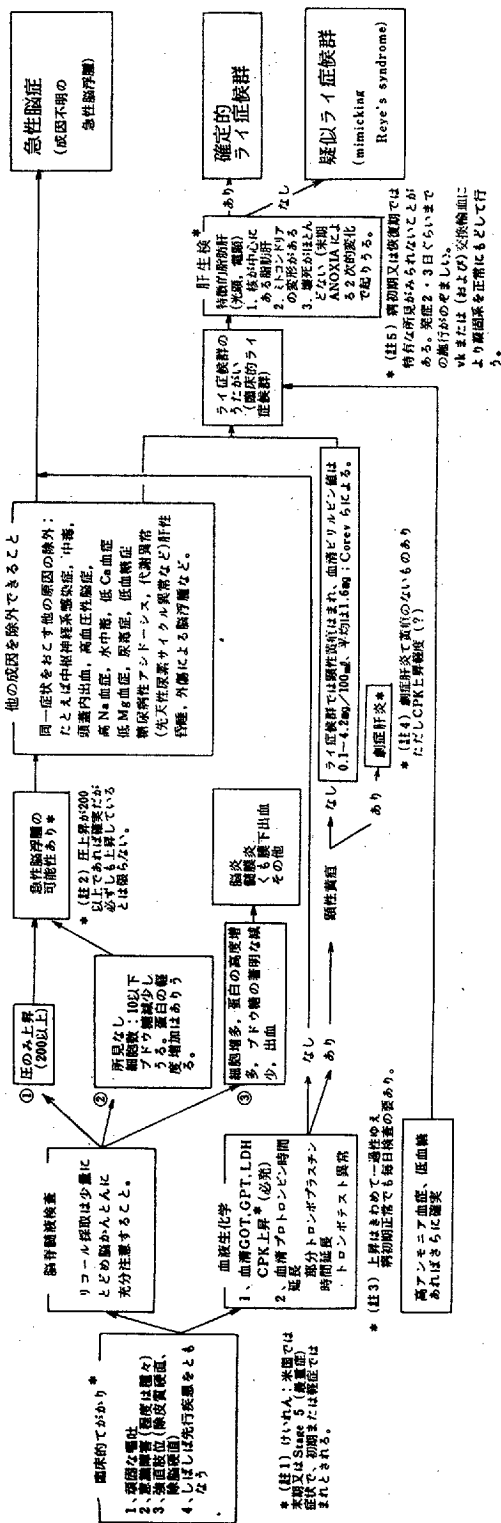 臨床的てがかり*
1、頑固な嘔吐
2、意識障害(程度は種々)
3、強直肢位(除皮質硬直、
除脳硬直)
4、しばしば先行疾患をとも
なう
*(註1)けいれん;米国では
末期又はStage 5(最重症)
症状で、初期または軽症では
まれとされる。
脳脊髄液検査
リコール採取は少量に
とどめ脳かんとんに
充分注意すること。
血液生化学
1、血清GOT,GPT,LDH
CPK上昇*(必発)
2、血清プロトロンビン時間
延長
部分トロンボプラスチン
時間延長
トロンボテスト異常
*(註3)上昇はきわめて一過性ゆえ
病初期正常でも毎日検査の要あり。
高アンモニア血症、低血糖
あればさらに確実
①
圧のみ上昇
(200以上)
②
所見なし
細胞数:10以下
ブドウ糖減少し
うる。蛋白の軽
度増加はありう
る。
③
細胞増多,蛋白の高度増
多,ブドウ糖の著明な減
少,出血
なし
あり
急性脳浮腫の
可能性あり*
*(註2)圧上昇が200
以上であれば確実だが
必ずしも上昇している
とは限らない。
脳炎
髄膜炎
くも膜下出血
その他
顕性黄疸
なし
あり
劇症肝炎*
*(註4)劇症肝炎で黄疸のないものあり
ただしCPK上昇軽度(?)
他の成因を除外できること
同一症状をおこす他の原因の除外:
たとえば中枢神経系感染症,中毒,
頭蓋内出血,高血圧性脳症,
高Na血症,水中毒,低Ca血症
低Mg血症,尿毒症,低血糖症
糖尿病性アシドーシス,代謝異常
(先天性尿素サイクル異常など)肝性
昏睡,外傷による脳浮腫など。
ライ症候群では顕性黄疸はまれ、血清ビリルビン値は
0.1~4.2mg/100ml、平均は1.6mg:Coreyらによる。
ライ症候群の
うたがい
(臨床的ライ
症候群)
肝生検*
特徴的脂肪肝
(光顕,電顕)
1、核が中心に
ある脂肪肝
2、ミトコンドリア
の変形がある
3、壊死がほとん
どない(末期
ANOXIAによ
る2次的変化
で起りうる。
あり
なし
*(註5)病初期又は恢復期では
特有な所見がみられないことが
ある。発症2・3日ぐらいまで
の施行がのぞましい。
vkまたは(および)交換輸血に
より凝固系を正常にもどして行
う。
急性脳症
(成因不明の
急性脳浮腫)
確定的
ライ症候群
疑似ライ症候群
(mimicking
Reye's syndrome)